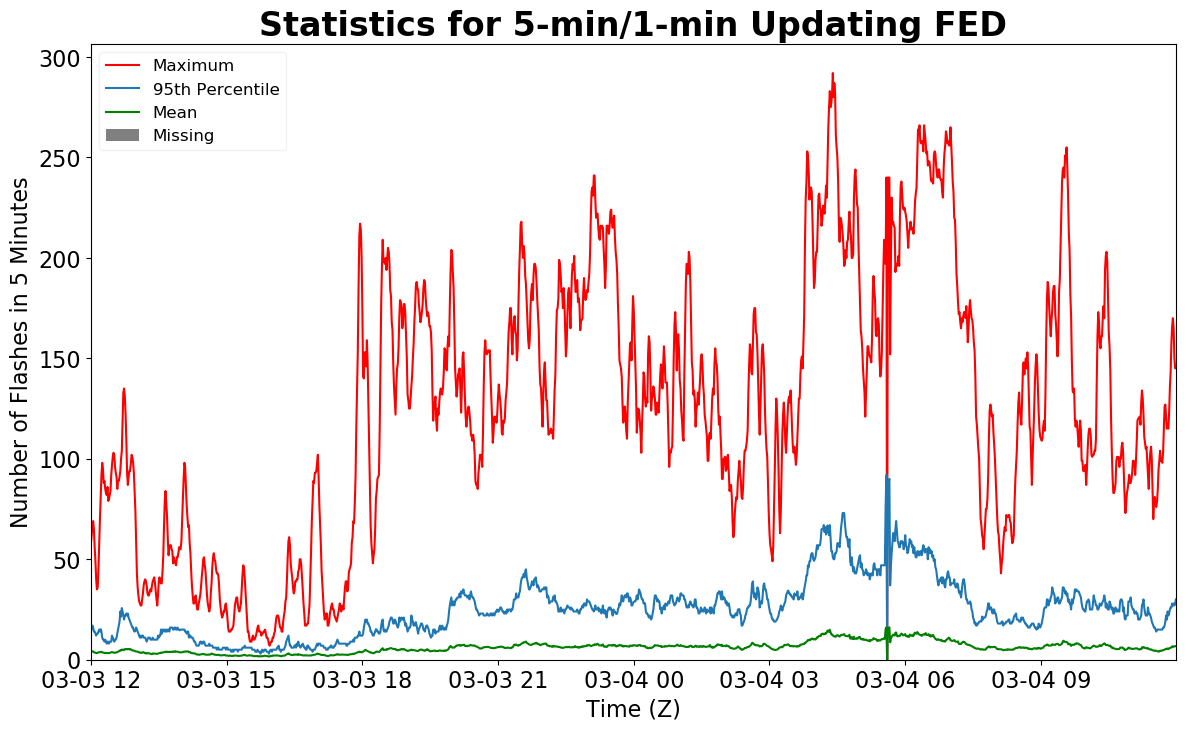 Statistics for 5-min/1-min Updating FED
Number of Flashes in 5 Minutes
300
250
200
150
100
50
0
Maximum
95th Percentile
Mean
Missing
03-03 12
03-03 15
03-03 18
03-03 21
03-04 00
03-04 03
03-04 06
03-04 09
Time (Z)